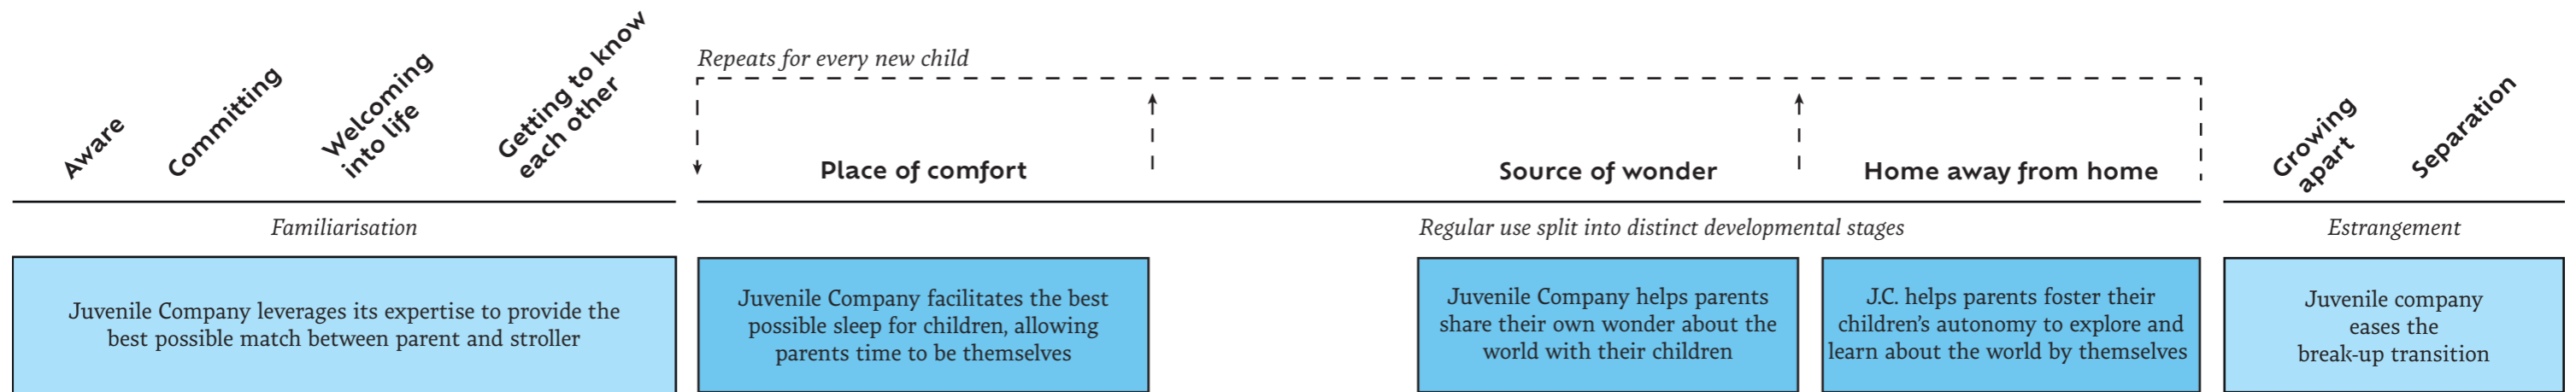 Aware
Committing
Welcoming
into life
Getting to know
each other
Repeats for every new child
Place of comfort
Source of wonder
Home away from home
Growing
apart
Separation
Familiarisation
Regular use split into distinct developmental stages
Estrangement
Juvenile Company leverages its expertise to provide the
best possible match between parent and stroller
Juvenile Company facilitates the best
possible sleep for children, allowing
parents time to be themselves
Juvenile Company helps parents
share their own wonder about the
world with their children
J.C. helps parents foster their
children's autonomy to explore and
learn about the world by themselves
Juvenile company
eases the
break-up transition